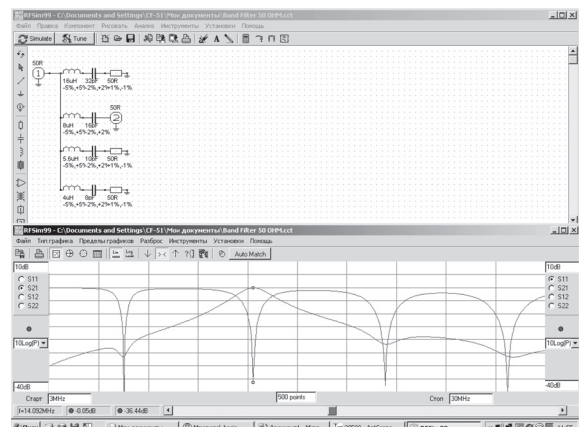 RFSim99 - C:\Documents and Settings\CF-51\Мои документы\Band Filter 50 OHM.cct
Файл Правка Компонент Рисовать Анализ Инструменты Установки Помощь
Simulate Tune
50R
1
16uH 32pF 50R
-5%,+5%-2%,+2%+1%,-1%
50R
2
8uH 16pF
-5%,+5%-2%,+2%
5.6uH 10pF 50R
-5%,+5%-2%,+2%+1%,-1%
4uH 8pF 50R
-5%,+5%-2%,+2%+1%,-1%
RFSim99 - C:\Documents and Settings\CF-51\Мои документы\Band Filter 50 OHM.cct
Файл Тип графика Пределы графиков Разброс Инструменты Установки Помощь
Auto Match
10dB 10dB
S11 S11
S21 S21
S12 S12
S22 S22
10Log|P| 10Log|P|
-40dB -40dB
Старт 3MHz 500 points Стоп 30MHz
f=14.092MHz -0.05dB -36.44dB